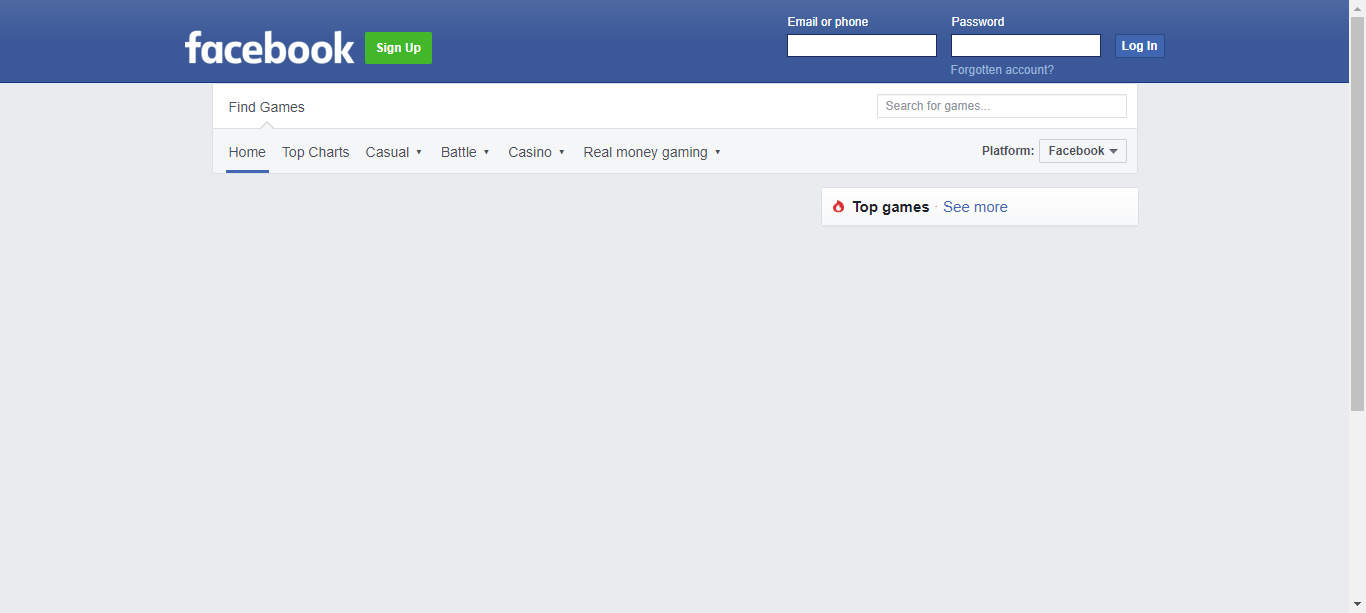 facebook
Sign Up
Email or phone
Password
Log In
Forgotten account?
Find Games
Search for games...
Home
Top Charts
Casual
Battle
Casino
Real money gaming
Platform:
Facebook
Top games · See more